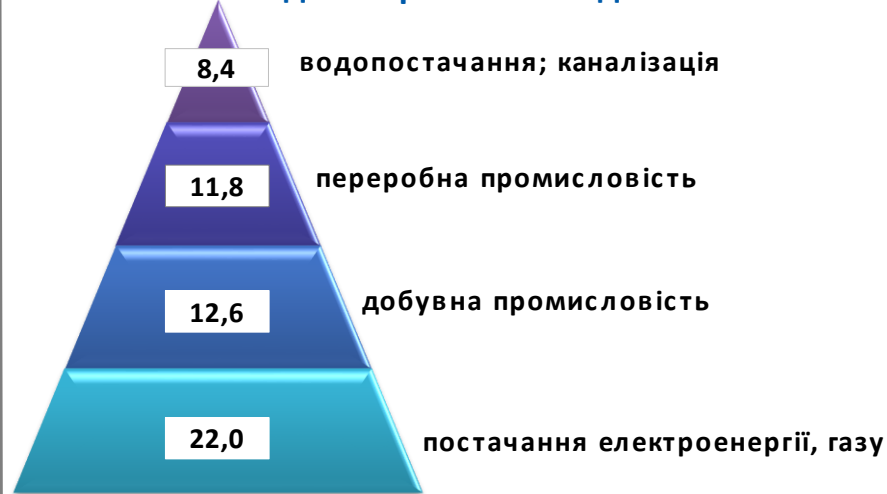 8,4
водопостачання; каналізація
11,8
переробна промисловість
12,6
добувна промисловість
22,0
постачання електроенергії, газу